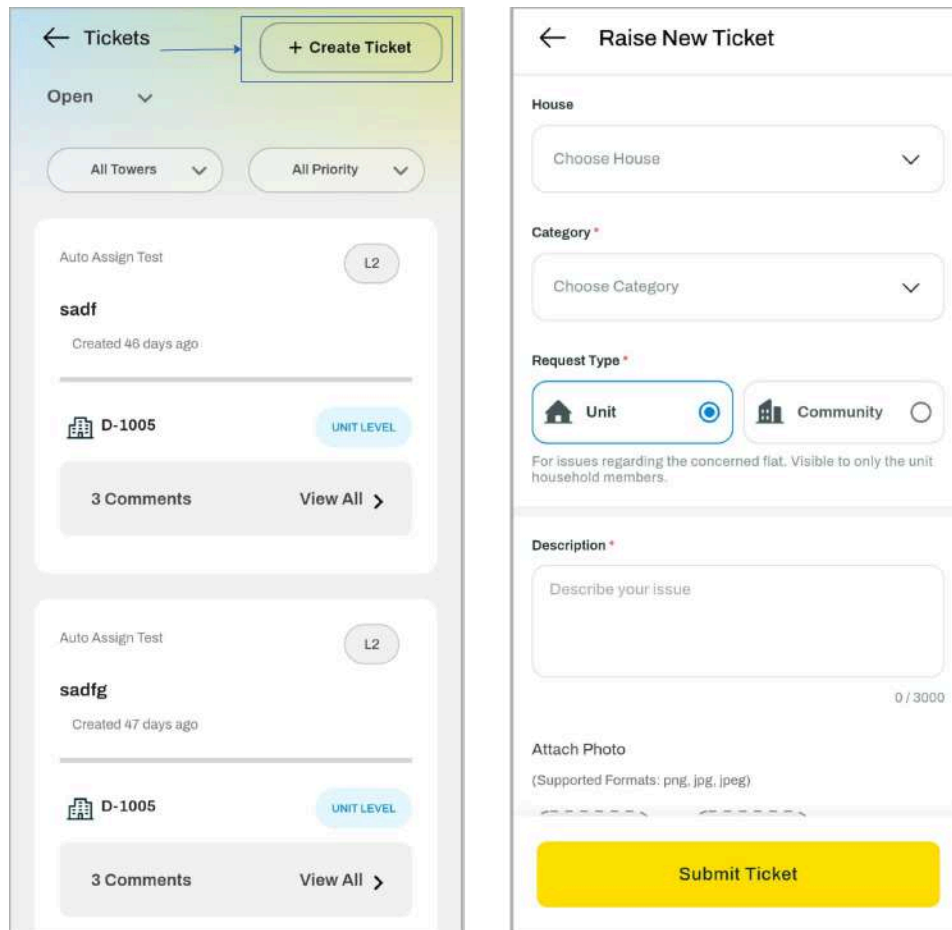 Tickets
+ Create Ticket
Open
All Towers
All Priority
Auto Assign Test
L2
sadf
Created 46 days ago
D-1005
UNIT LEVEL
3 Comments
View All
Auto Assign Test
L2
sadfg
Created 47 days ago
D-1005
UNIT LEVEL
3 Comments
View All
Raise New Ticket
House
Choose House
Category *
Choose Category
Request Type *
Unit
Community
For issues regarding the concerned flat. Visible to only the unit
household members.
Description *
Describe your issue
0 / 3000
Attach Photo
(Supported Formats: png, jpg, jpeg)
Submit Ticket